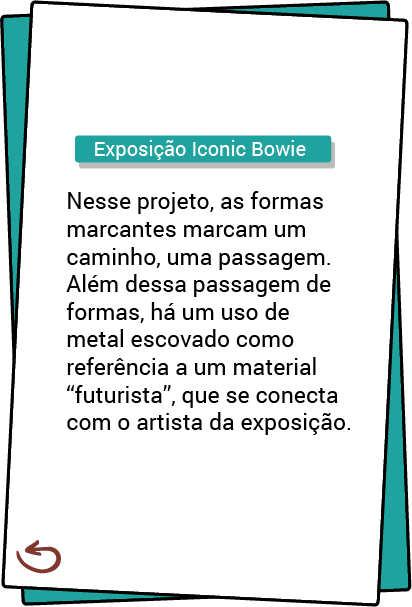 Exposição Iconic Bowie
Nesse projeto, as formas
marcantes marcam um
caminho, uma passagem.
Além dessa passagem de
formas, há um uso de
metal escovado como
referência a um material
“futurista”, que se conecta
com o artista da exposição.